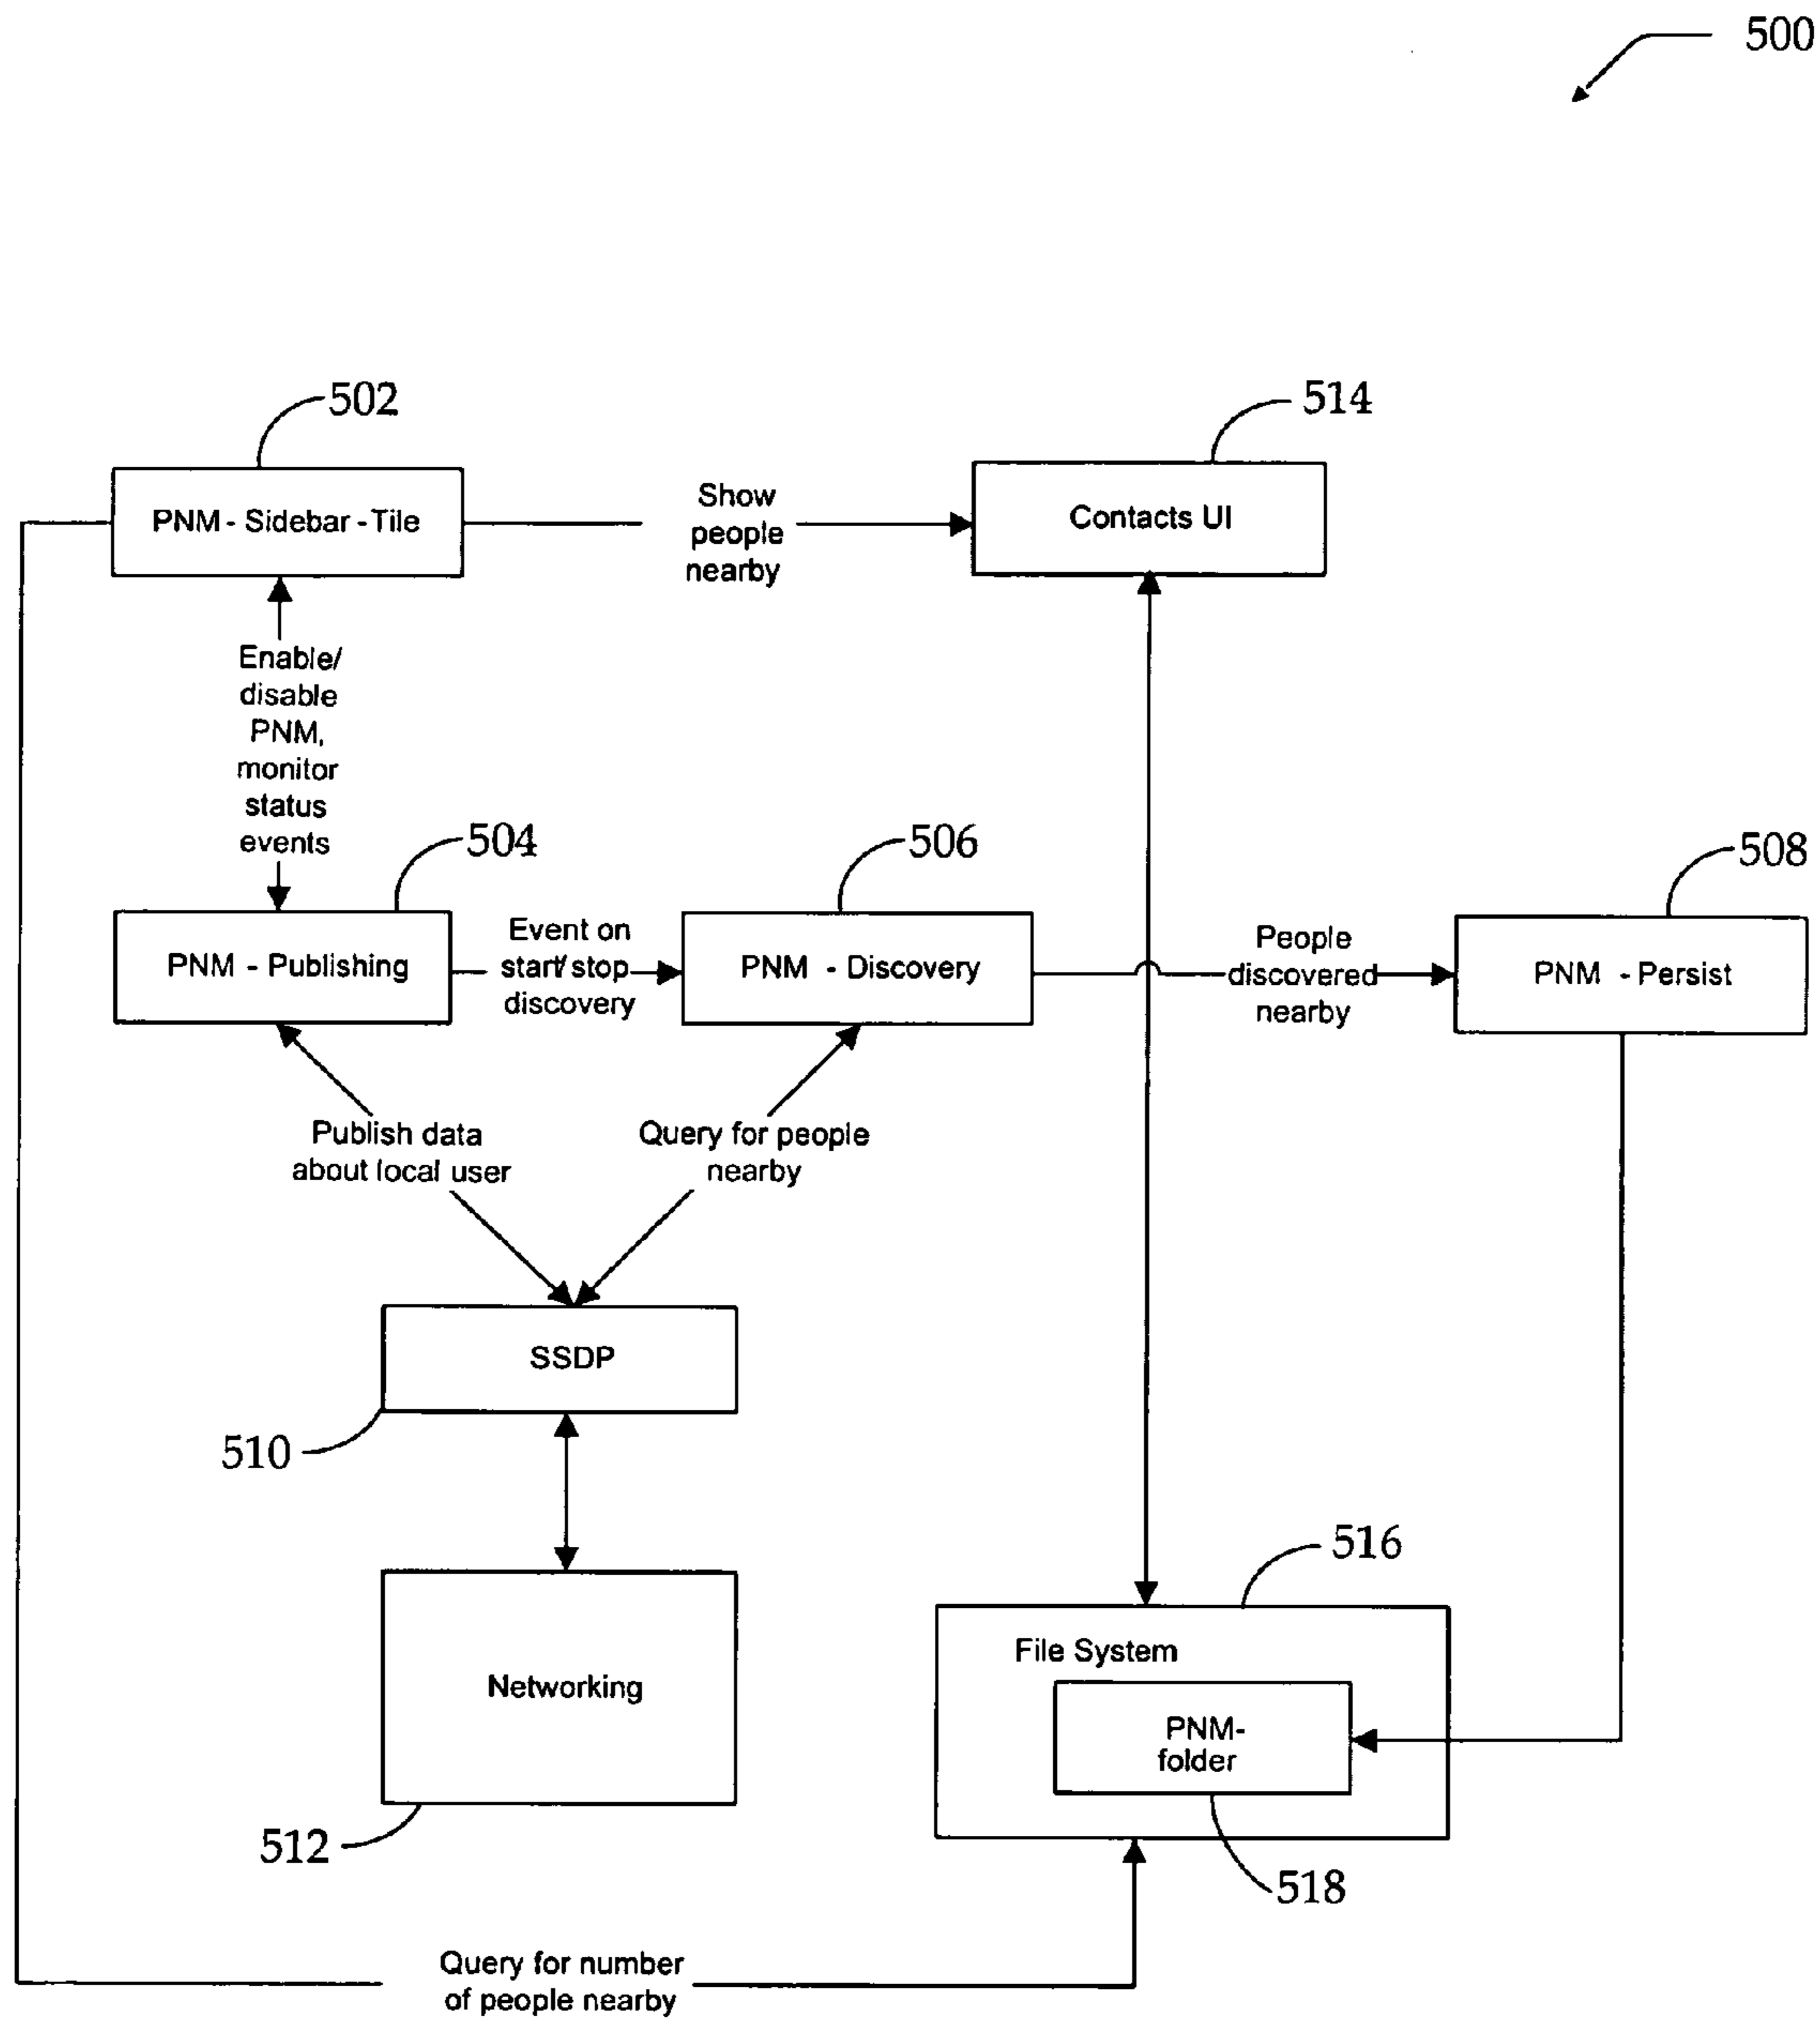 500
502
514
PNM - Sidebar - Tile
Show
people
nearby
Contacts UI
Enable/
disable
PNM,
monitor
status
events
504
506
508
PNM - Publishing
Event on
start/stop
discovery
PNM - Discovery
People
discovered
nearby
PNM - Persist
Publish data
about local user
Query for people
nearby
SSDP
510
516
File System
Networking
PNM-
folder
512
518
Query for number
of people nearby